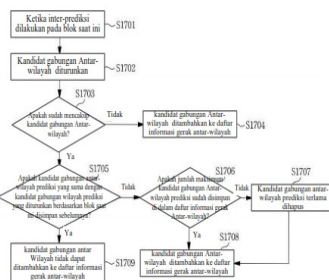 Ketika inter-prediksi
dilakukan pada blok saat ini
S1701
Kandidat gabungan Antar-
wilayah diturunkan
S1702
S1703
Apakah sudah mencakup
kandidat gabungan Antar-
wilayah?
Tidak
kandidat gabungan Antar-
wilayah ditambahkan ke daftar
informasi gerak antar-wilayah
S1704
Ya
S1705
Apakah kandidat gabungan antar-
wilayah prediksi yang sama dengan
kandidat gabungan wilayah prediksi
yang diturunkan berdasarkan blok saat
ini disimpan sebelumnya?
Tidak
S1706
Apakah jumlah maksimum
kandidat gabungan Antar-
wilayah prediksi sudah disimpan
di dalam daftar informasi gerak
Antar-wilayah?
Tidak
S1707
Kandidat gabungan antar-
wilayah prediksi terlama
dihapus
Ya
Ya
S1708
kandidat gabungan Antar-
wilayah ditambahkan ke daftar
informasi gerak antar-wilayah
kandidat gabungan antar
Wilayah tidak dapat
ditambahkan ke daftar informasi
gerak antar-wilayah
S1709